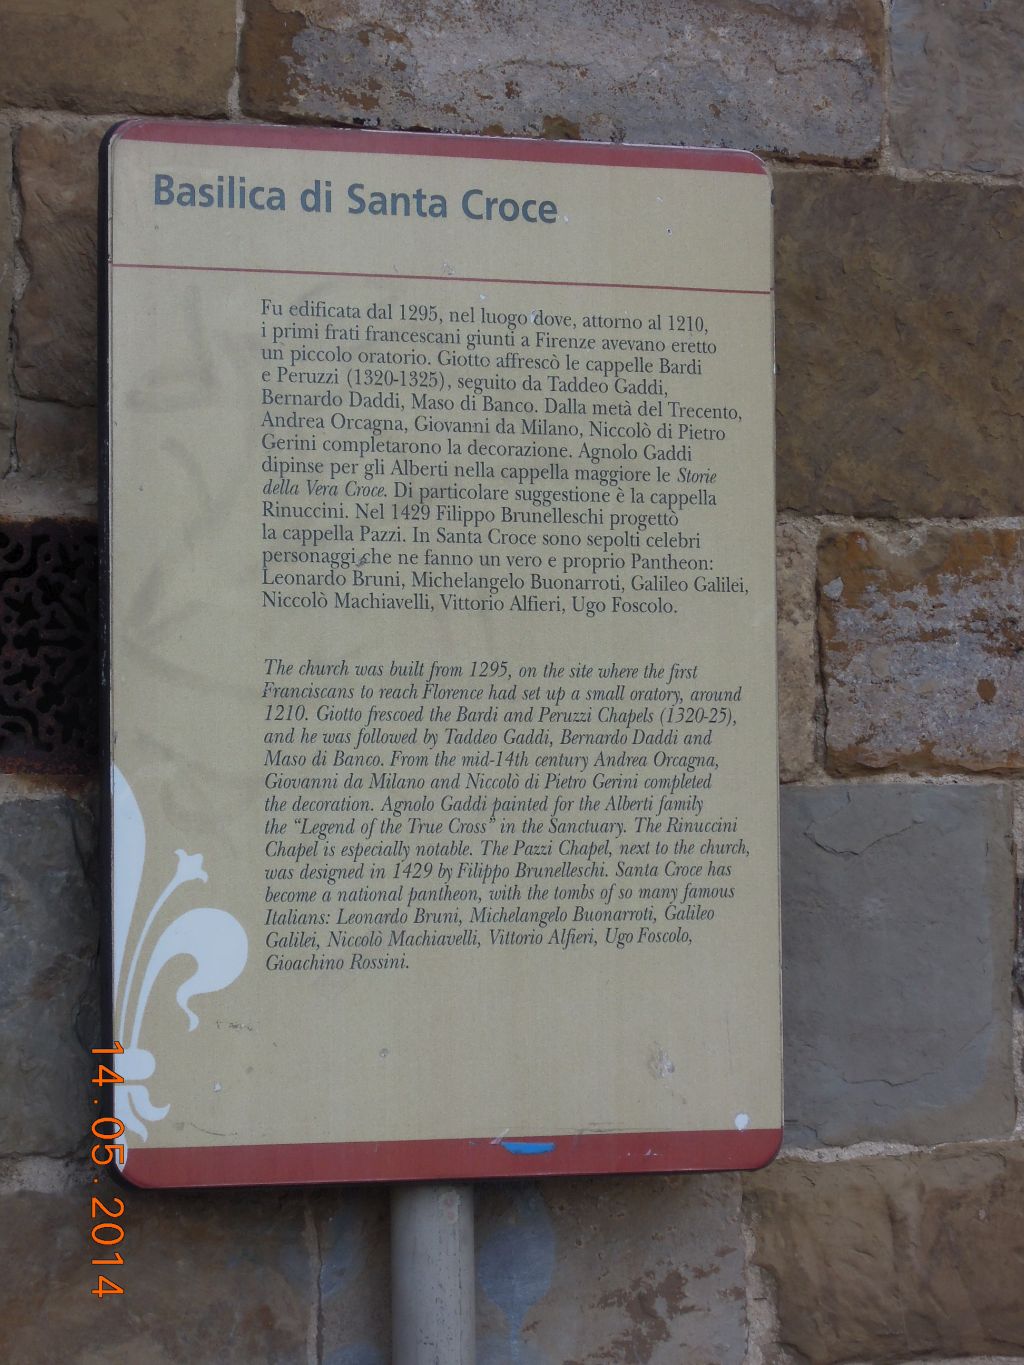 Basilica di Santa Croce
Fu edificata dal 1295, nel luogo dove, attorno al 1210,
i primi frati francescani giunti a Firenze avevano eretto
un piccolo oratorio. Giotto affrescò le cappelle Bardi
e Peruzzi (1320-1325), seguito da Taddeo Gaddi,
Bernardo Daddi, Maso di Banco. Dalla metà del Trecento,
Andrea Orcagna, Giovanni da Milano, Niccolò di Pietro
Gerini completarono la decorazione. Agnolo Gaddi
dipinse per gli Alberti nella cappella maggiore le Storie
della Vera Croce. Di particolare suggestione è la cappella
Rinuccini. Nel 1429 Filippo Brunelleschi progettò
la cappella Pazzi. In Santa Croce sono sepolti celebri
personaggi che ne fanno un vero e proprio Pantheon:
Leonardo Bruni, Michelangelo Buonarroti, Galileo Galilei,
Niccolò Machiavelli, Vittorio Alfieri, Ugo Foscolo.
The church was built from 1295, on the site where the first
Franciscans to reach Florence had set up a small oratory, around
1210. Giotto frescoed the Bardi and Peruzzi Chapels (1320-25),
and he was followed by Taddeo Gaddi, Bernardo Daddi and
Maso di Banco. From the mid-14th century Andrea Orcagna,
Giovanni da Milano and Niccolò di Pietro Gerini completed
the decoration. Agnolo Gaddi painted for the Alberti family
the “Legend of the True Cross” in the Sanctuary. The Rinuccini
Chapel is especially notable. The Pazzi Chapel, next to the church,
was designed in 1429 by Filippo Brunelleschi. Santa Croce has
become a national pantheon, with the tombs of so many famous
Italians: Leonardo Bruni, Michelangelo Buonarroti, Galileo
Galilei, Niccolò Machiavelli, Vittorio Alfieri, Ugo Foscolo,
Gioachino Rossini.
14.05.2014